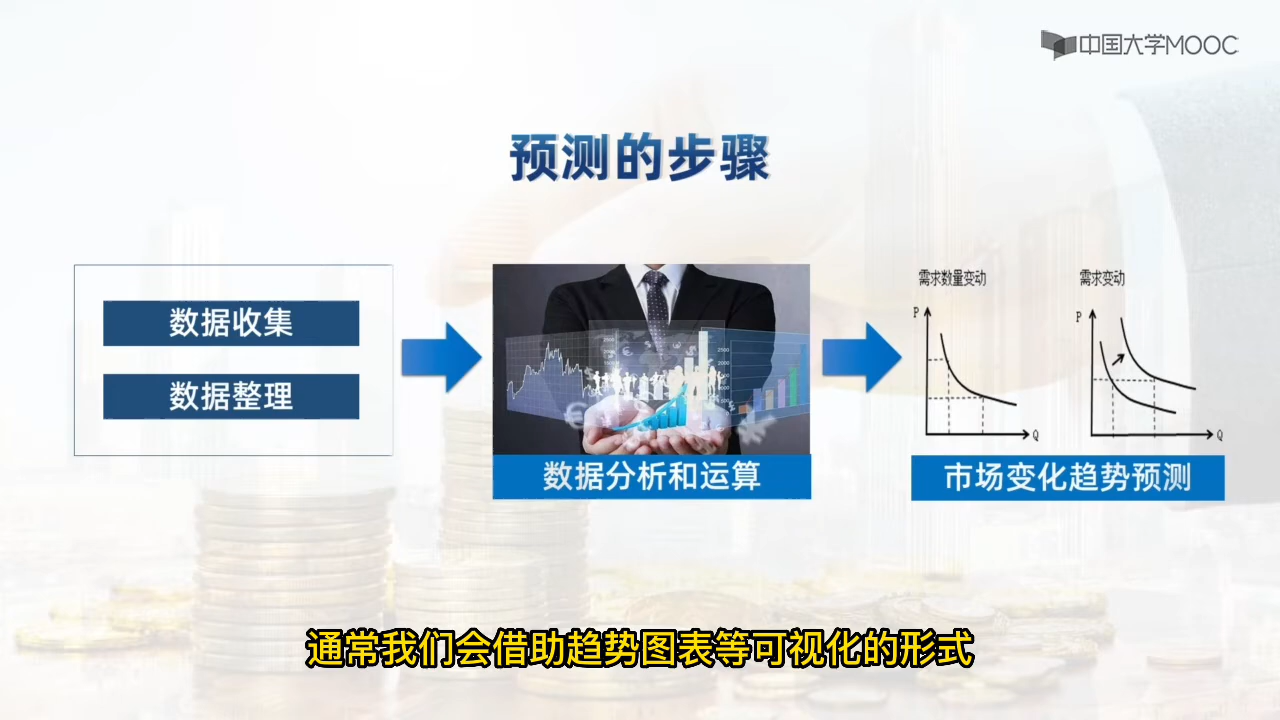 中国大学MOOC
预测的步骤
数据收集
数据整理
数据分析和运算
需求数量变动
P
Q
需求变动
P
Q
市场变化趋势预测
通常我们会借助趋势图表等可视化的形式